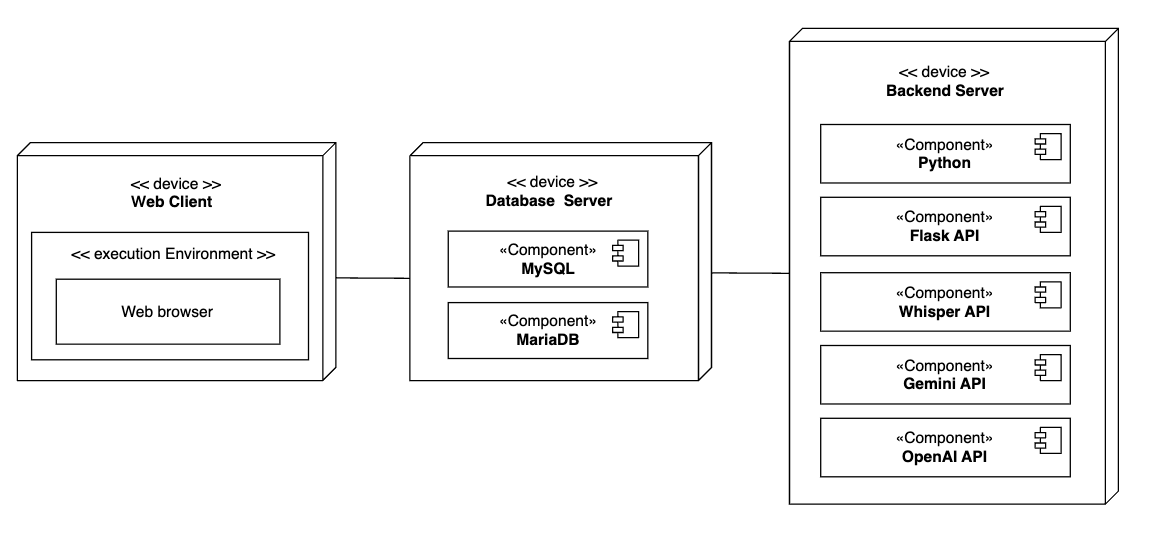 << device >>
Web Client
<< execution Environment >>
Web browser
<< device >>
Database Server
«Component»
MySQL
«Component»
MariaDB
<< device >>
Backend Server
«Component»
Python
«Component»
Flask API
«Component»
Whisper API
«Component»
Gemini API
«Component»
OpenAI API